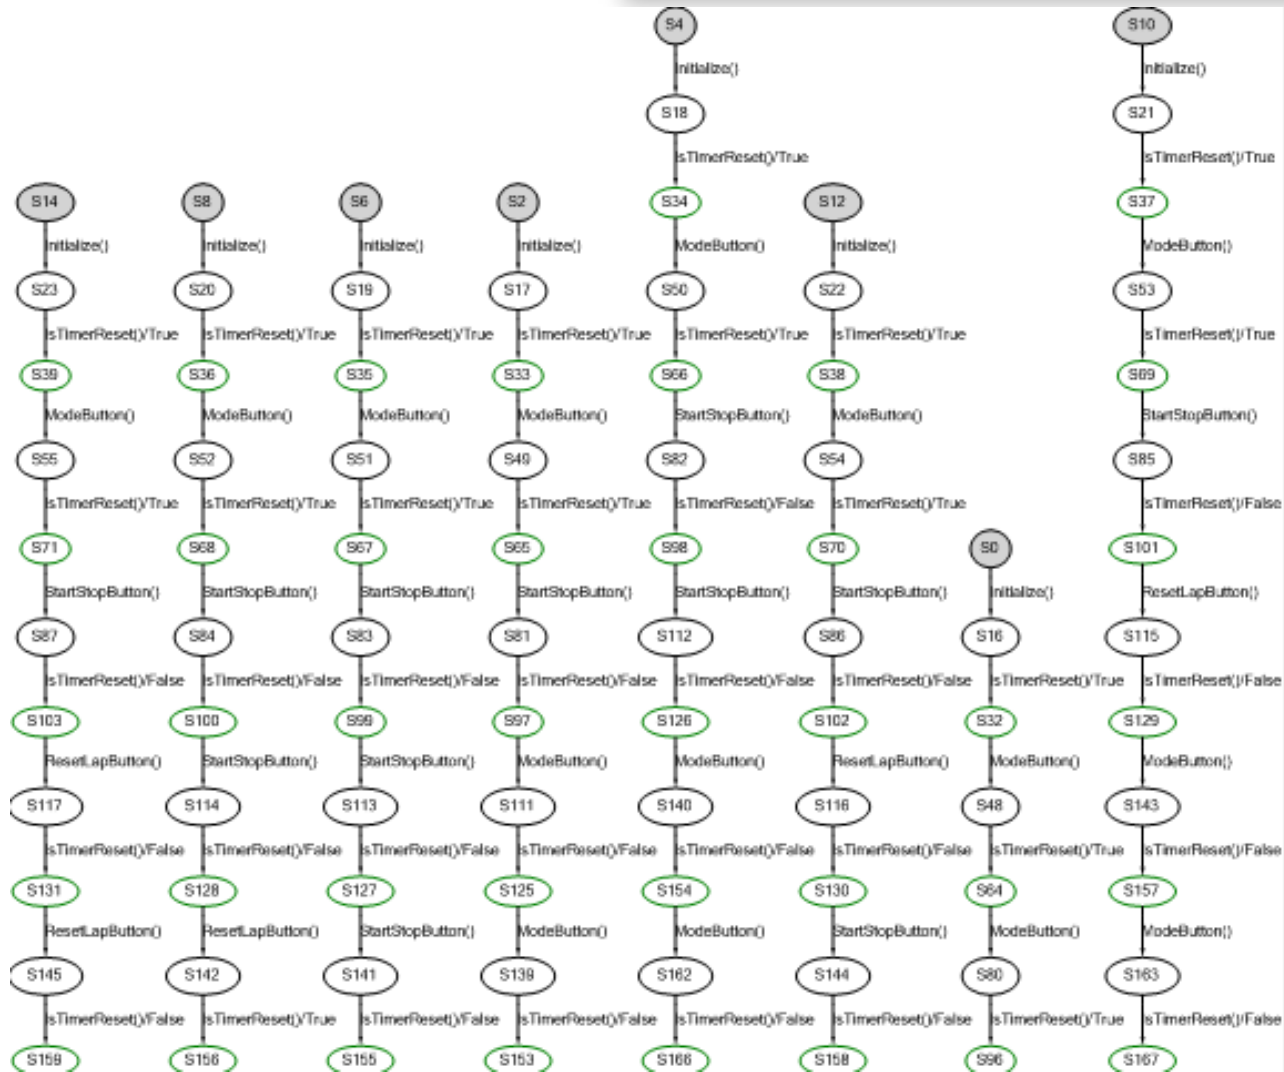 S4 S10
Initialize() Initialize()
S18 S21
IsTimerReset()/True IsTimerReset()/True
S14 S8 S6 S2 S34 S12 S37
Initialize() Initialize() Initialize() Initialize() ModeButton() Initialize() ModeButton()
S23 S20 S19 S17 S50 S22 S53
IsTimerReset()/True IsTimerReset()/True IsTimerReset()/True IsTimerReset()/True IsTimerReset()/True IsTimerReset()/True IsTimerReset()/True
S39 S36 S35 S33 S66 S38 S69
ModeButton() ModeButton() ModeButton() ModeButton() StartStopButton() ModeButton() StartStopButton()
S55 S52 S51 S49 S82 S54 S85
IsTimerReset()/True IsTimerReset()/True IsTimerReset()/True IsTimerReset()/True IsTimerReset()/False IsTimerReset()/True IsTimerReset()/False
S71 S68 S67 S65 S98 S70 S0 S101
StartStopButton() StartStopButton() StartStopButton() StartStopButton() StartStopButton() StartStopButton() Initialize() ResetLapButton()
S87 S84 S83 S81 S112 S86 S16 S115
IsTimerReset()/False IsTimerReset()/False IsTimerReset()/False IsTimerReset()/False IsTimerReset()/False IsTimerReset()/False IsTimerReset()/True IsTimerReset()/False
S103 S100 S99 S97 S126 S102 S32 S129
ResetLapButton() StartStopButton() StartStopButton() ModeButton() ModeButton() ResetLapButton() ModeButton() ModeButton()
S117 S114 S113 S111 S140 S116 S48 S143
IsTimerReset()/False IsTimerReset()/False IsTimerReset()/False IsTimerReset()/False IsTimerReset()/False IsTimerReset()/False IsTimerReset()/True IsTimerReset()/False
S131 S128 S127 S125 S154 S130 S64 S157
ResetLapButton() ResetLapButton() StartStopButton() ModeButton() ModeButton() StartStopButton() ModeButton() ModeButton()
S145 S142 S141 S139 S162 S144 S80 S163
IsTimerReset()/False IsTimerReset()/True IsTimerReset()/False IsTimerReset()/False IsTimerReset()/False IsTimerReset()/False IsTimerReset()/True IsTimerReset()/False
S159 S156 S155 S153 S166 S158 S96 S167